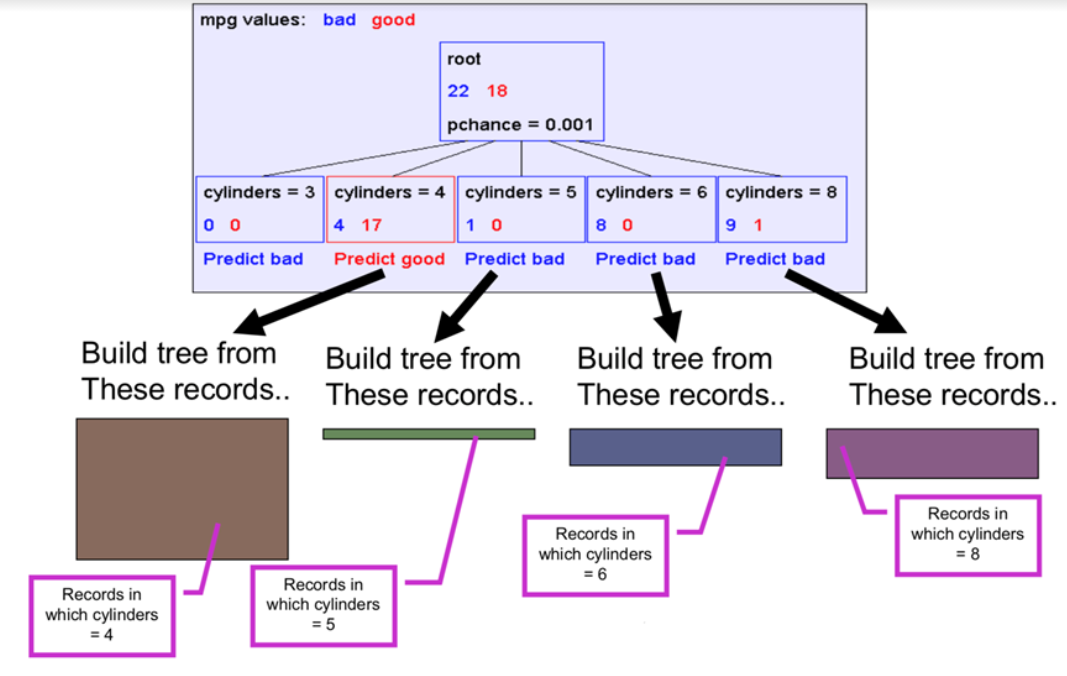 mpg values: bad good
root
22 18
pchance = 0.001
cylinders = 3 cylinders = 4 cylinders = 5 cylinders = 6 cylinders = 8
0 0 4 17 1 0 8 0 9 1
Predict bad Predict good Predict bad Predict bad Predict bad
Build tree from
These records..
Build tree from
These records..
Build tree from
These records..
Build tree from
These records..
Records in
which cylinders
= 4
Records in
which cylinders
= 5
Records in
which cylinders
= 6
Records in
which cylinders
= 8